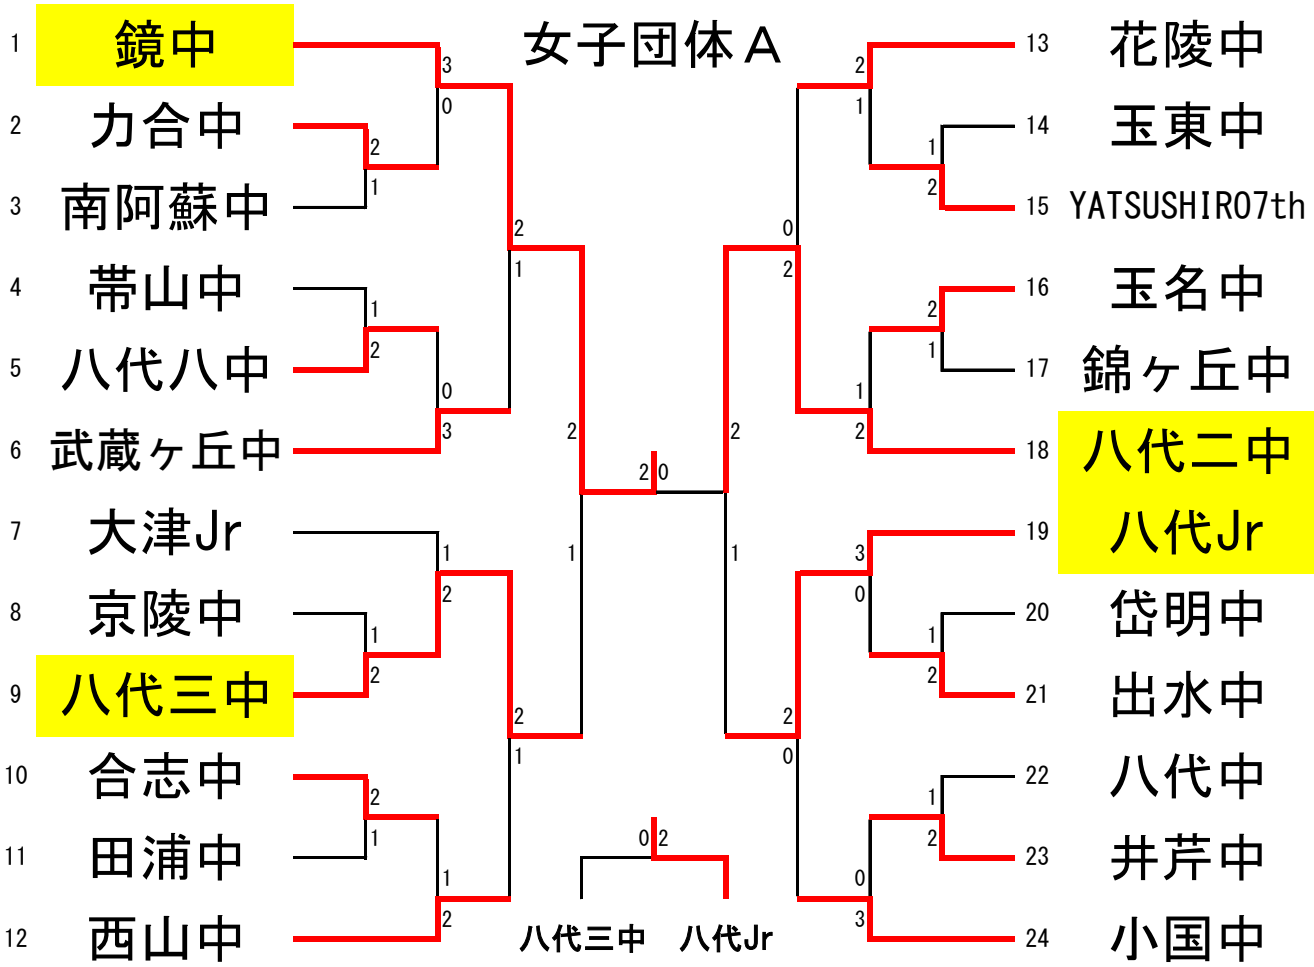 女子団体A
1 鏡中
3
0
2 力合中
2
1
3 南阿蘇中
2
1
4 帯山中
1
2
5 八代八中
0
3
6 武蔵ヶ丘中
2
1
7 大津Jr
1
2
8 京陵中
1
2
9 八代三中
2
1
10 合志中
2
1
11 田浦中
1
2
12 西山中
2 0
13 花陵中
2
1
14 玉東中
1
2
15 YATSUSHIRO7th
0
2
16 玉名中
2
1
17 錦ヶ丘中
1
2
18 八代二中
2
1
19 八代Jr
3
0
20 岱明中
1
2
21 出水中
2
0
22 八代中
1
2
23 井芹中
0
3
24 小国中
0 2
八代三中 八代Jr